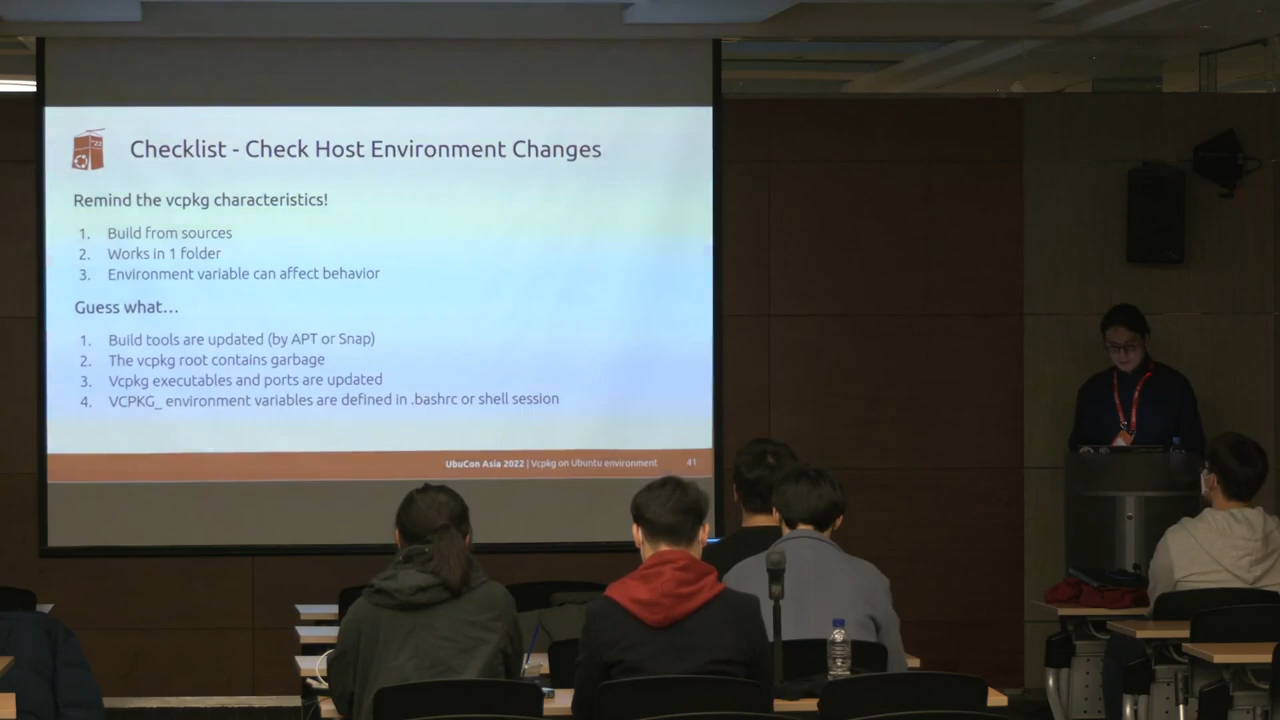 '22
Checklist - Check Host Environment Changes
Remind the vcpkg characteristics!
1. Build from sources
2. Works in 1 folder
3. Environment variable can affect behavior
Guess what...
1. Build tools are updated (by APT or Snap)
2. The vcpkg root contains garbage
3. Vcpkg executables and ports are updated
4. VCPKG_ environment variables are defined in .bashrc or shell session
UbuCon Asia 2022 | Vcpkg on Ubuntu environment 41